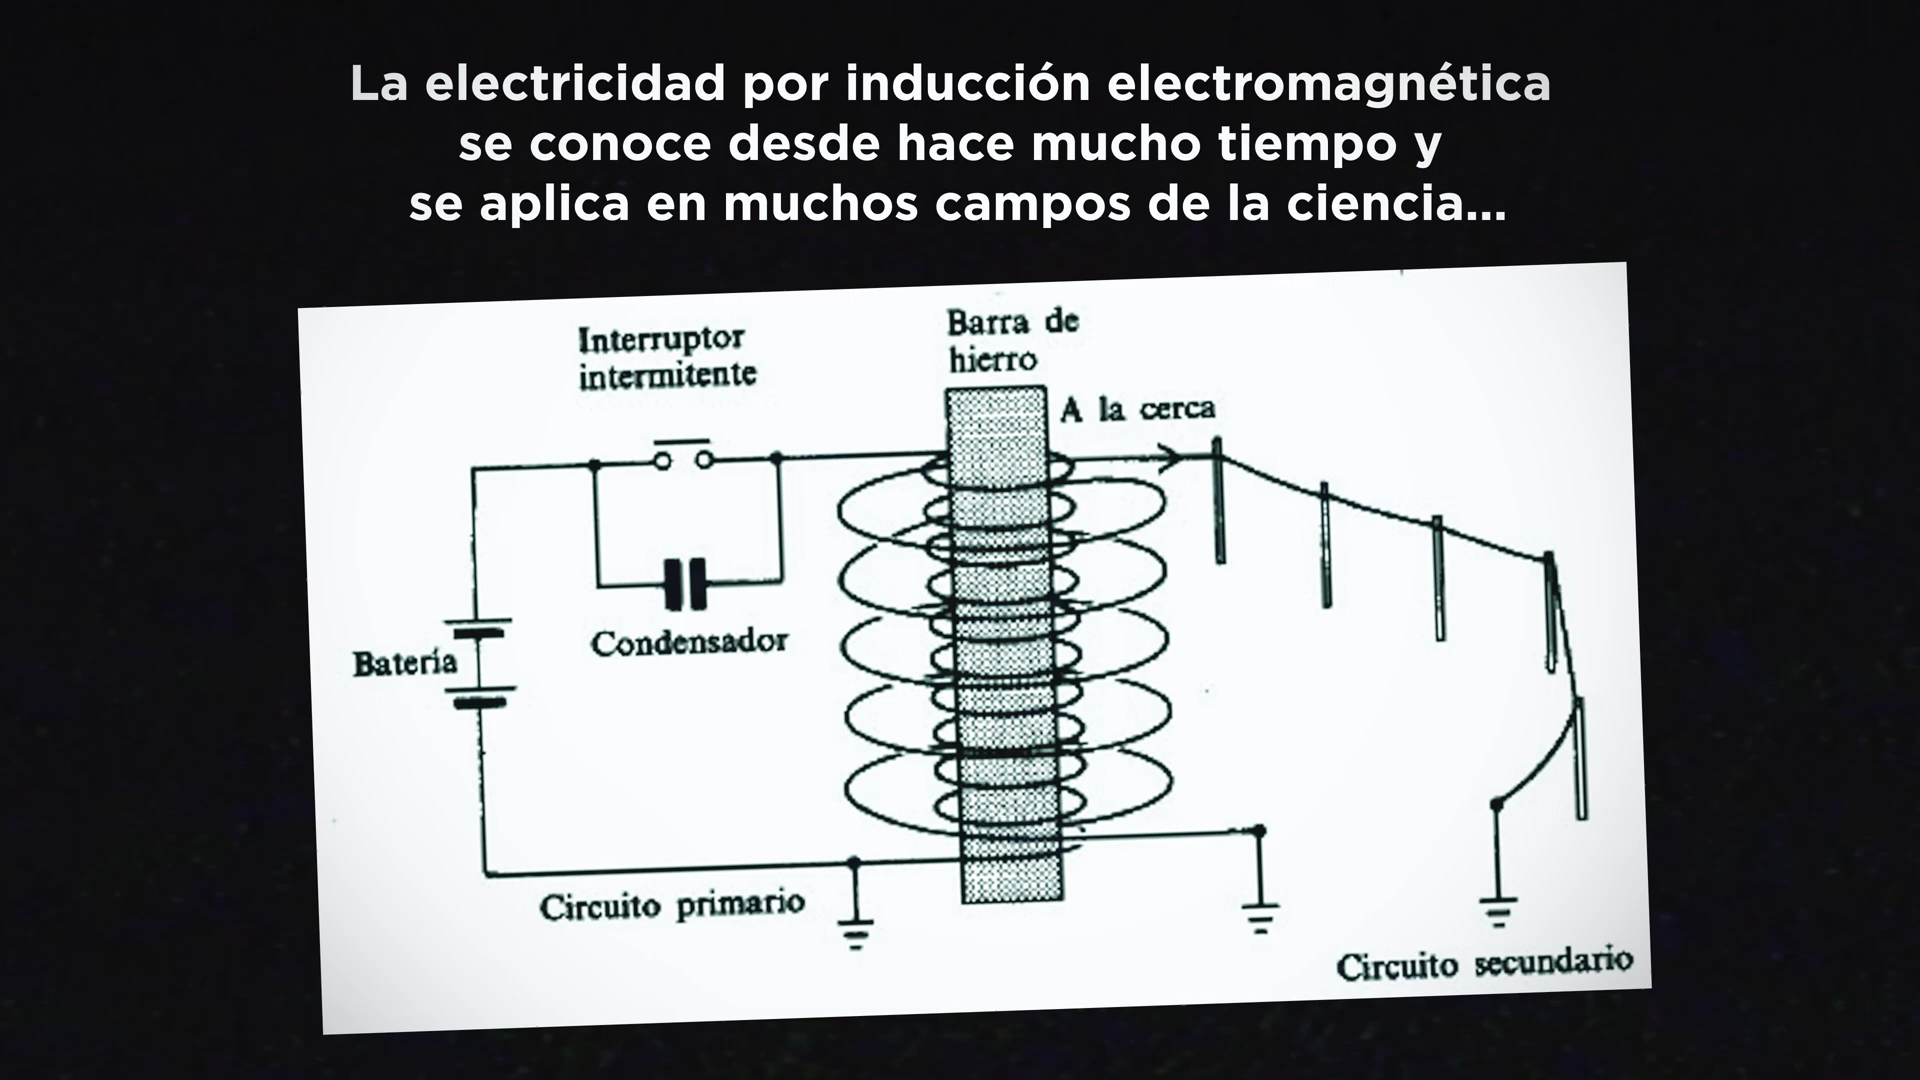 La electricidad por inducción electromagnética
se conoce desde hace mucho tiempo y
se aplica en muchos campos de la ciencia...
Interruptor
intermitente
Barra de
hierro
A la cerca
Condensador
Batería
Circuito primario
Circuito secundario